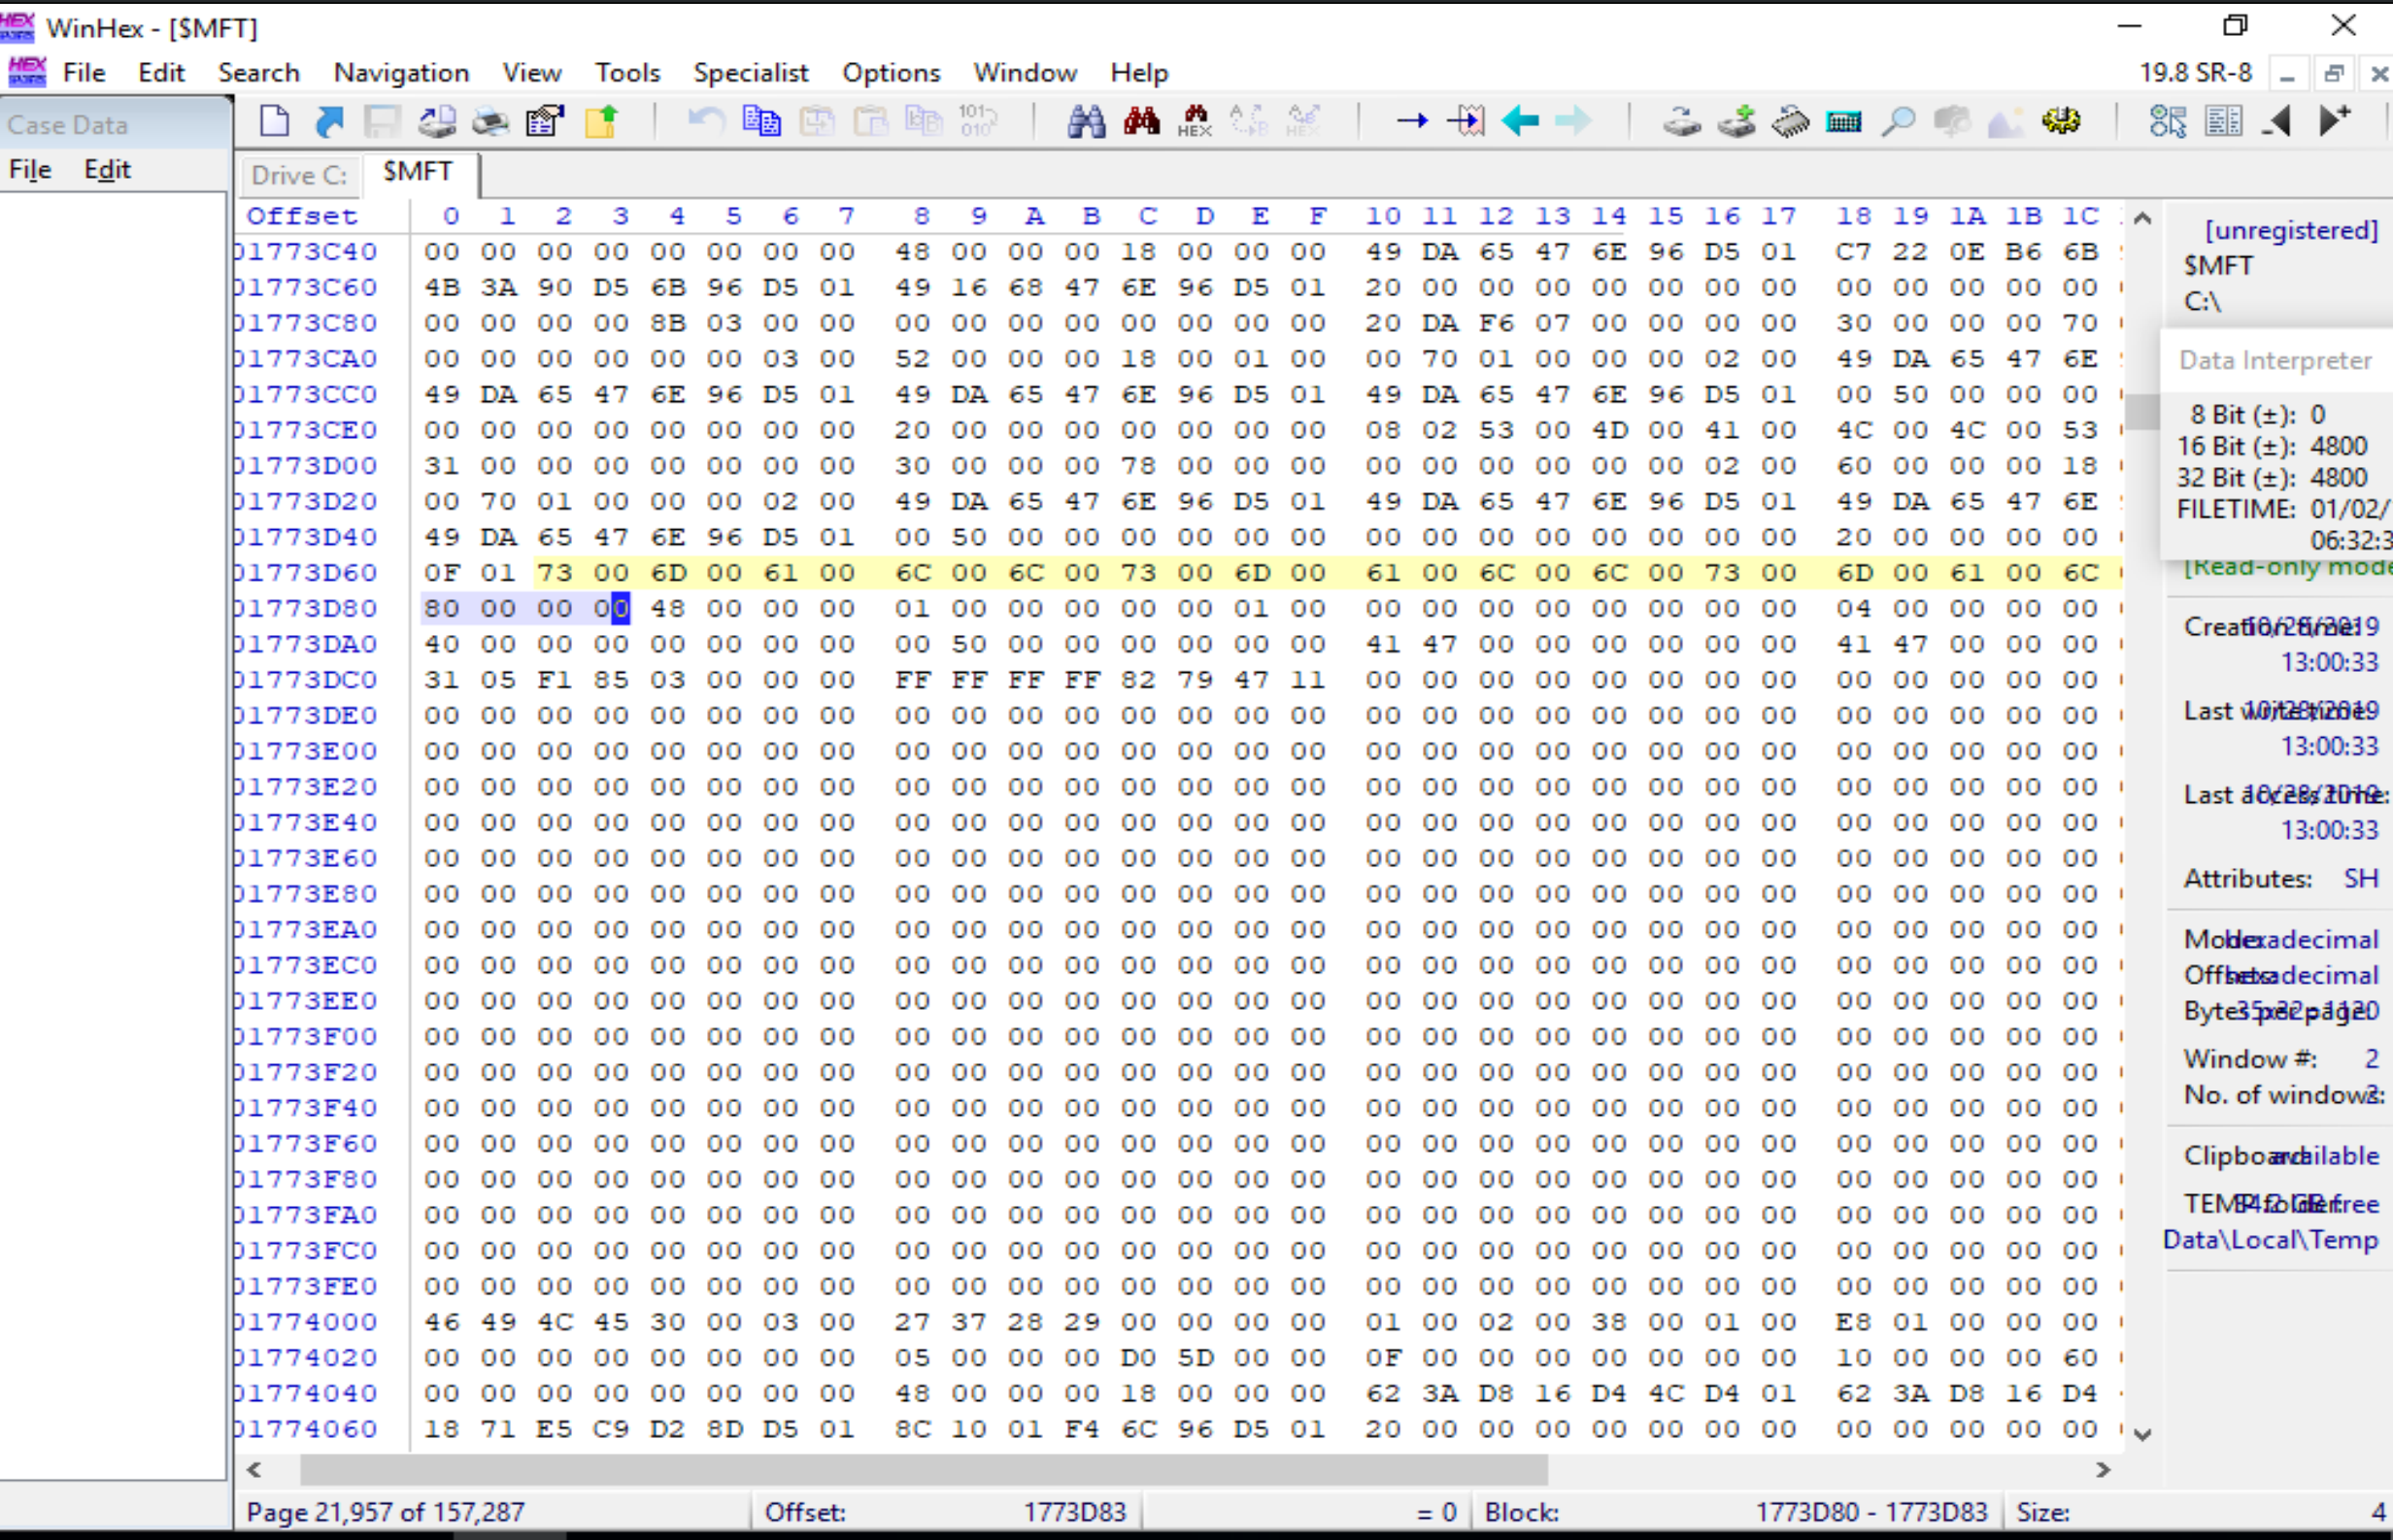 WinHex - [$MFT]
File Edit Search Navigation View Tools Specialist Options Window Help 19.8 SR-8
Case Data
File Edit
Drive C: $MFT
Offset 0 1 2 3 4 5 6 7 8 9 A B C D E F 10 11 12 13 14 15 16 17 18 19 1A 1B 1C
01773C40 00 00 00 00 00 00 00 00 48 00 00 00 18 00 00 00 49 DA 65 47 6E 96 D5 01 C7 22 0E B6 6B
01773C60 4B 3A 90 D5 6B 96 D5 01 49 16 68 47 6E 96 D5 01 20 00 00 00 00 00 00 00 00 00 00 00 00
01773C80 00 00 00 00 8B 03 00 00 00 00 00 00 00 00 00 00 20 DA F6 07 00 00 00 00 30 00 00 00 70
01773CA0 00 00 00 00 00 00 03 00 52 00 00 00 18 00 01 00 00 70 01 00 00 00 02 00 49 DA 65 47 6E
01773CC0 49 DA 65 47 6E 96 D5 01 49 DA 65 47 6E 96 D5 01 49 DA 65 47 6E 96 D5 01 00 50 00 00 00
01773CE0 00 00 00 00 00 00 00 00 20 00 00 00 00 00 00 00 08 02 53 00 4D 00 41 00 4C 00 4C 00 53
01773D00 31 00 00 00 00 00 00 00 30 00 00 00 78 00 00 00 00 00 00 00 00 00 02 00 60 00 00 00 18
01773D20 00 70 01 00 00 00 02 00 49 DA 65 47 6E 96 D5 01 49 DA 65 47 6E 96 D5 01 49 DA 65 47 6E
01773D40 49 DA 65 47 6E 96 D5 01 00 50 00 00 00 00 00 00 00 00 00 00 00 00 00 00 20 00 00 00 00
01773D60 0F 01 73 00 6D 00 61 00 6C 00 6C 00 73 00 6D 00 61 00 6C 00 6C 00 73 00 6D 00 61 00 6C
01773D80 80 00 00 00 48 00 00 00 01 00 00 00 00 00 01 00 00 00 00 00 00 00 00 00 04 00 00 00 00
01773DA0 40 00 00 00 00 00 00 00 00 50 00 00 00 00 00 00 41 47 00 00 00 00 00 00 41 47 00 00 00
01773DC0 31 05 F1 85 03 00 00 00 FF FF FF FF 82 79 47 11 00 00 00 00 00 00 00 00 00 00 00 00 00
01773DE0 00 00 00 00 00 00 00 00 00 00 00 00 00 00 00 00 00 00 00 00 00 00 00 00 00 00 00 00 00
01773E00 00 00 00 00 00 00 00 00 00 00 00 00 00 00 00 00 00 00 00 00 00 00 00 00 00 00 00 00 00
01773E20 00 00 00 00 00 00 00 00 00 00 00 00 00 00 00 00 00 00 00 00 00 00 00 00 00 00 00 00 00
01773E40 00 00 00 00 00 00 00 00 00 00 00 00 00 00 00 00 00 00 00 00 00 00 00 00 00 00 00 00 00
01773E60 00 00 00 00 00 00 00 00 00 00 00 00 00 00 00 00 00 00 00 00 00 00 00 00 00 00 00 00 00
01773E80 00 00 00 00 00 00 00 00 00 00 00 00 00 00 00 00 00 00 00 00 00 00 00 00 00 00 00 00 00
01773EA0 00 00 00 00 00 00 00 00 00 00 00 00 00 00 00 00 00 00 00 00 00 00 00 00 00 00 00 00 00
01773EC0 00 00 00 00 00 00 00 00 00 00 00 00 00 00 00 00 00 00 00 00 00 00 00 00 00 00 00 00 00
01773EE0 00 00 00 00 00 00 00 00 00 00 00 00 00 00 00 00 00 00 00 00 00 00 00 00 00 00 00 00 00
01773F00 00 00 00 00 00 00 00 00 00 00 00 00 00 00 00 00 00 00 00 00 00 00 00 00 00 00 00 00 00
01773F20 00 00 00 00 00 00 00 00 00 00 00 00 00 00 00 00 00 00 00 00 00 00 00 00 00 00 00 00 00
01773F40 00 00 00 00 00 00 00 00 00 00 00 00 00 00 00 00 00 00 00 00 00 00 00 00 00 00 00 00 00
01773F60 00 00 00 00 00 00 00 00 00 00 00 00 00 00 00 00 00 00 00 00 00 00 00 00 00 00 00 00 00
01773F80 00 00 00 00 00 00 00 00 00 00 00 00 00 00 00 00 00 00 00 00 00 00 00 00 00 00 00 00 00
01773FA0 00 00 00 00 00 00 00 00 00 00 00 00 00 00 00 00 00 00 00 00 00 00 00 00 00 00 00 00 00
01773FC0 00 00 00 00 00 00 00 00 00 00 00 00 00 00 00 00 00 00 00 00 00 00 00 00 00 00 00 00 00
01773FE0 00 00 00 00 00 00 00 00 00 00 00 00 00 00 00 00 00 00 00 00 00 00 00 00 00 00 00 00 00
01774000 46 49 4C 45 30 00 03 00 27 37 28 29 00 00 00 00 01 00 02 00 38 00 01 00 E8 01 00 00 00
01774020 00 00 00 00 00 00 00 00 05 00 00 00 D0 5D 00 00 0F 00 00 00 00 00 00 00 10 00 00 00 60
01774040 00 00 00 00 00 00 00 00 48 00 00 00 18 00 00 00 62 3A D8 16 D4 4C D4 01 62 3A D8 16 D4
01774060 18 71 E5 C9 D2 8D D5 01 8C 10 01 F4 6C 96 D5 01 20 00 00 00 00 00 00 00 00 00 00 00 00
[unregistered]
$MFT
C:\
Data Interpreter
8 Bit (±): 0
16 Bit (±): 4800
32 Bit (±): 4800
FILETIME: 01/02/
06:32:3
[Read-only mode
Creation time:
13:00:33
Last write time:
13:00:33
Last access time:
13:00:33
Attributes: SH
Mode: hexadecimal
Offsets: hexadecimal
Bytes per page: 35x32=1120
Window #: 2
No. of windows:
Clipboard: available
TEMP folder: free
Data\Local\Temp
Page 21,957 of 157,287 Offset: 1773D83 = 0 Block: 1773D80 - 1773D83 Size: 4